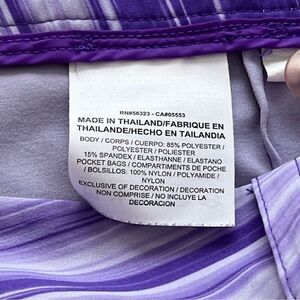 RN#56323 - CA#05553
MADE IN THAILAND/FABRIQUE EN
THAILANDE/HECHO EN TAILANDIA
BODY / CORPS / CUERPO: 85% POLYESTER /
POLYESTER / POLIESTER
15% SPANDEX / ELASTHANNE / ELASTANO
POCKET BAGS / COMPARTIMENTS DE POCHE
/ BOLSILLOS: 100% NYLON / POLYAMIDE /
NYLON
EXCLUSIVE OF DECORATION / DECORATION
NON COMPRISE / NO INCLUYE LA
DECORACION